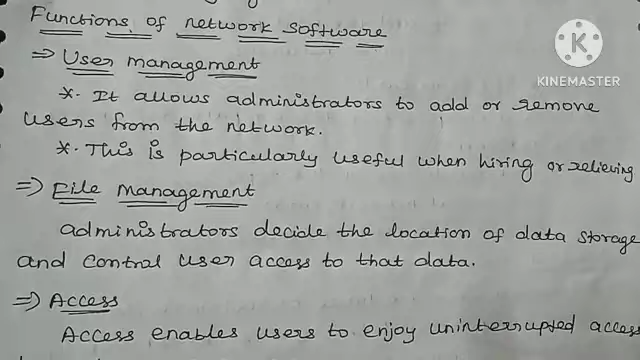 Functions of network software
⇒ User management
*. It allows administrators to add or remove
users from the network.
*. This is particularly useful when hiring or relieving
⇒ File management
administrators decide the location of data storage
and control user access to that data.
⇒ Access
Access enables users to enjoy uninterrupted access
K
KINEMASTER